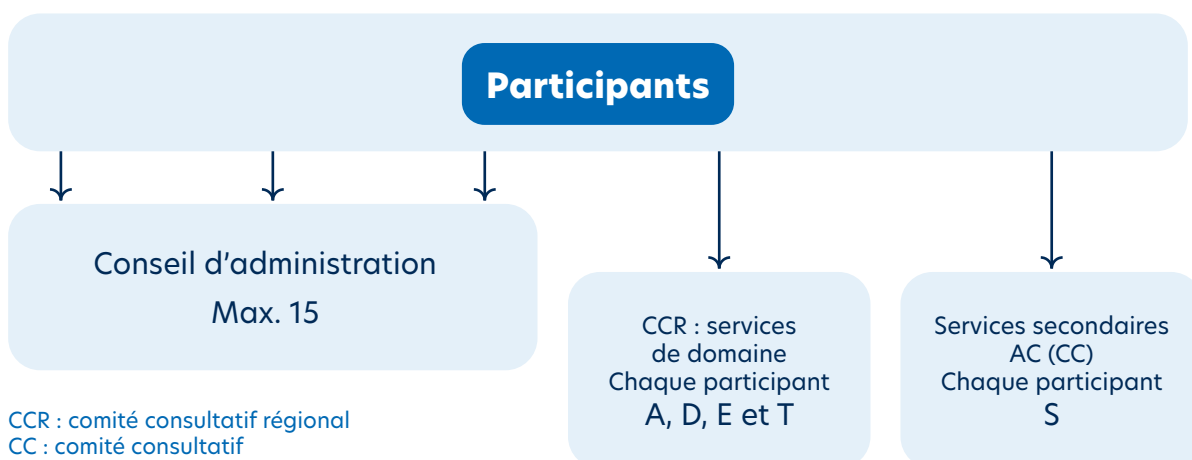 Participants
Conseil d'administration
Max. 15
CCR : services
de domaine
Chaque participant
A, D, E et T
Services secondaires
AC (CC)
Chaque participant
S
CCR : comité consultatif régional
CC : comité consultatif